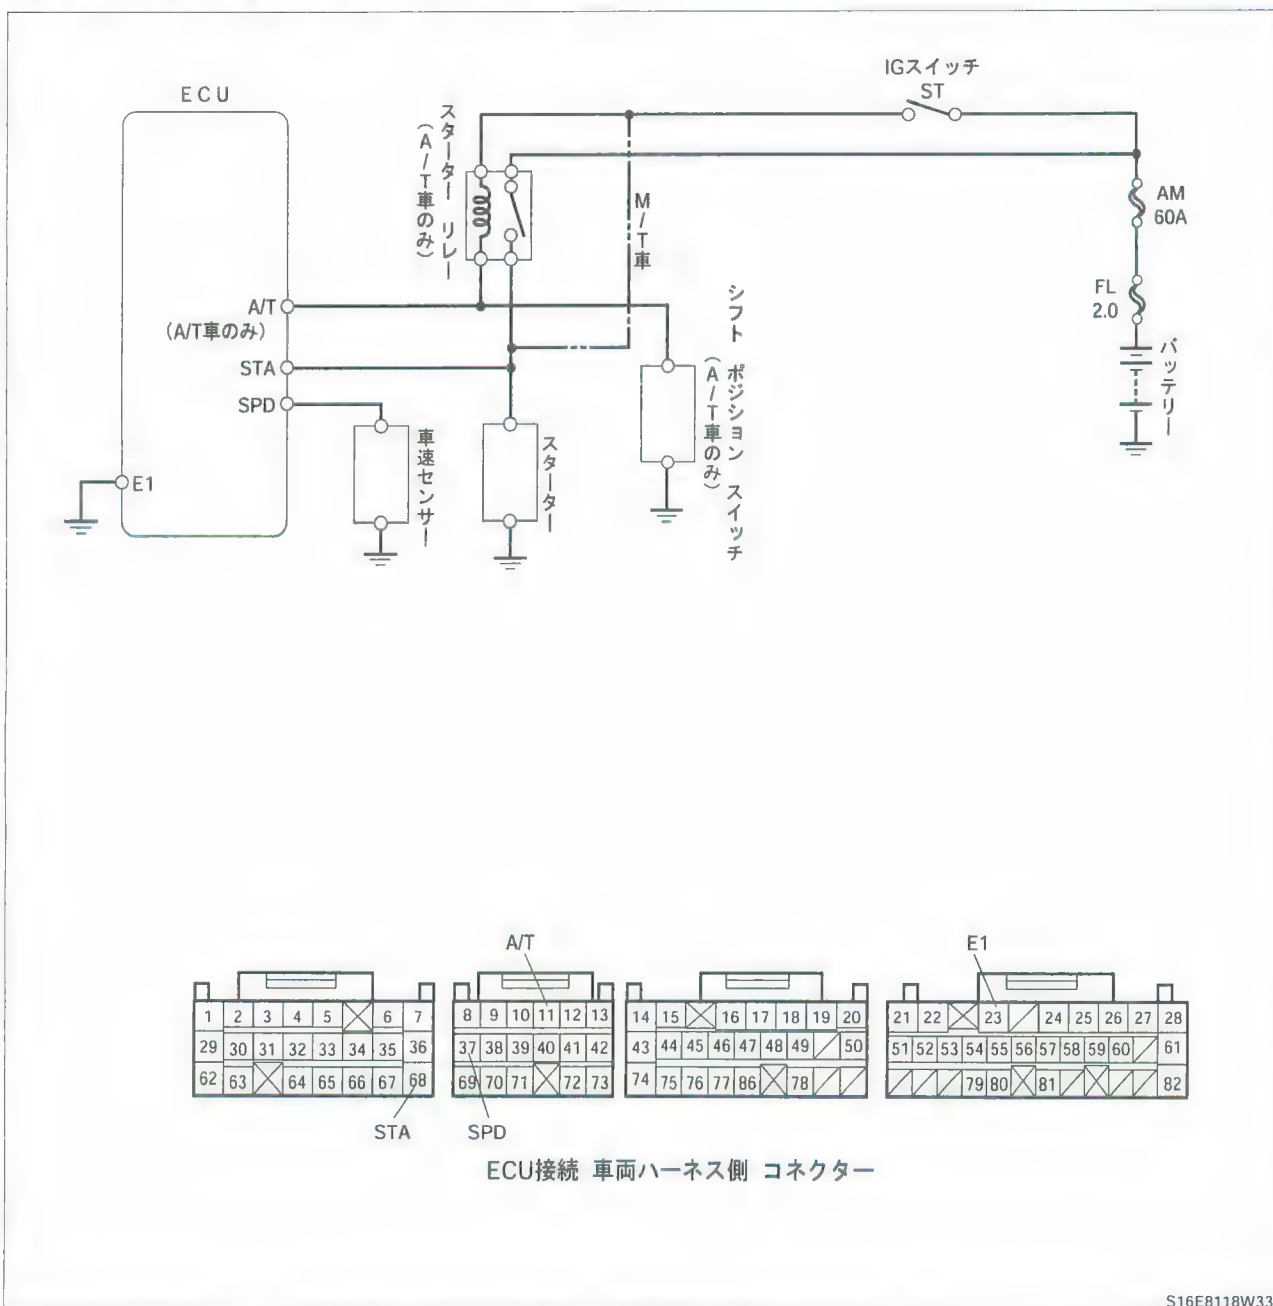 ECU
IGスイッチ
ST
スターター リレー
(A/T車のみ)
M/T車
AM
60A
FL
2.0
バッテリー
A/T
(A/T車のみ)
STA
SPD
E1
車速センサー
スターター
シフト ポジション スイッチ
(A/T車のみ)
A/T
E1
1 2 3 4 5 6 7
29 30 31 32 33 34 35 36
62 63 64 65 66 67 68
8 9 10 11 12 13
37 38 39 40 41 42
69 70 71 72 73
14 15 16 17 18 19 20
43 44 45 46 47 48 49 50
74 75 76 77 86 78
21 22 23 24 25 26 27 28
51 52 53 54 55 56 57 58 59 60 61
79 80 81 82
STA
SPD
ECU接続 車両ハーネス側 コネクター
S16E8118W33